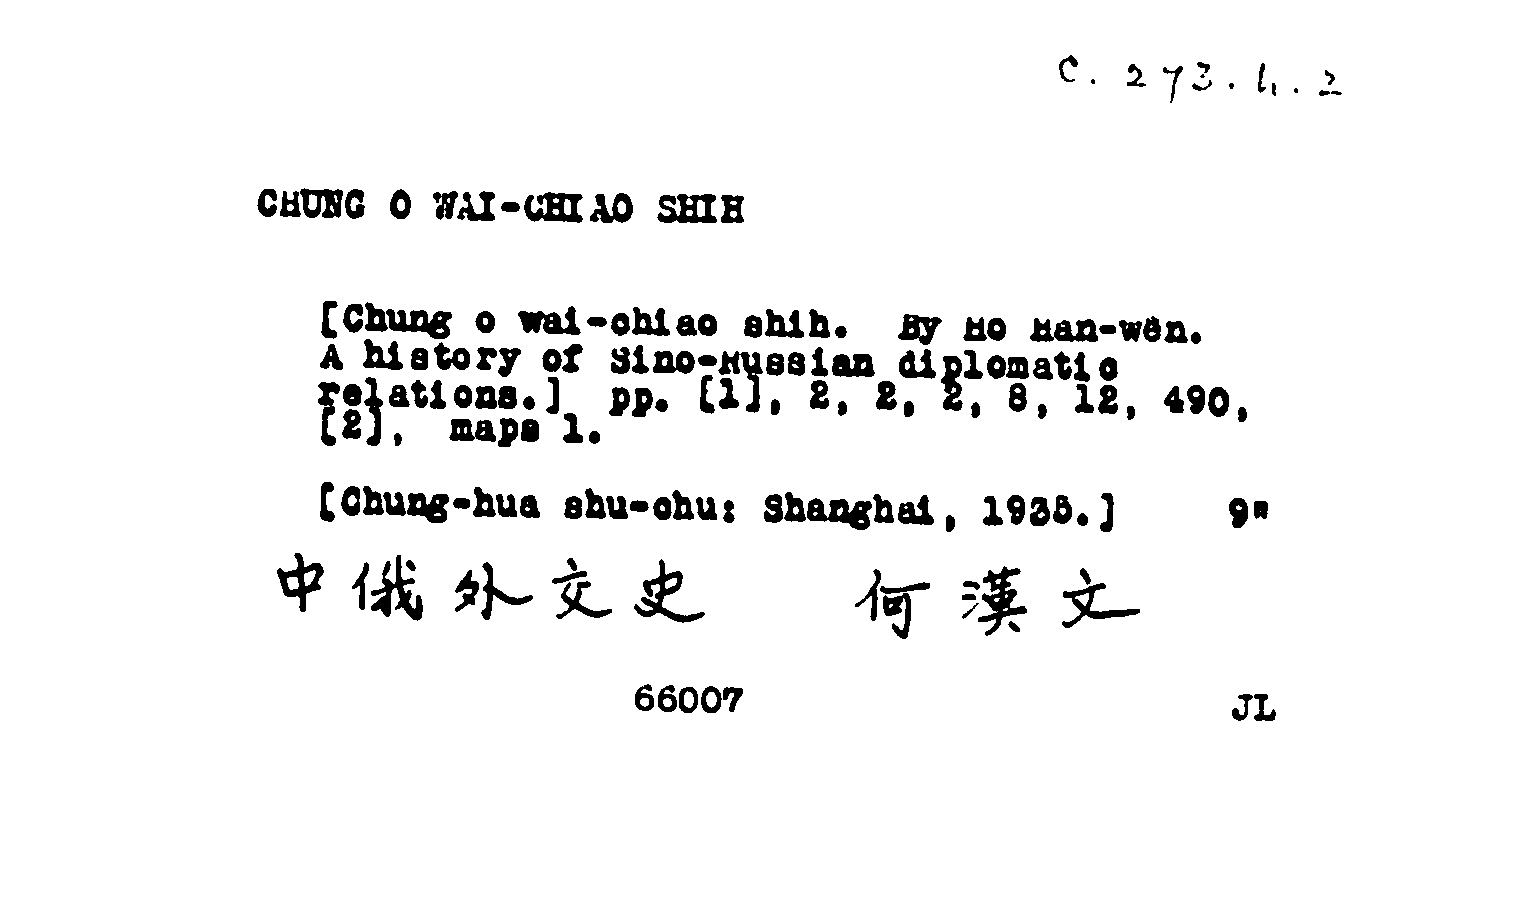 C. 273. h. 2
CHUNG O WAI-CHIAO SHIH
[Chung o wai-chiao shih. By Ho Han-wên.
A history of Sino-Russian diplomatic
relations.] pp. [1], 2, 2, 2, 8, 12, 490,
[2], maps 1.
[Chung-hua shu-chu: Shanghai, 1935.] 9"
中俄外交史 何漢文
66007 JL